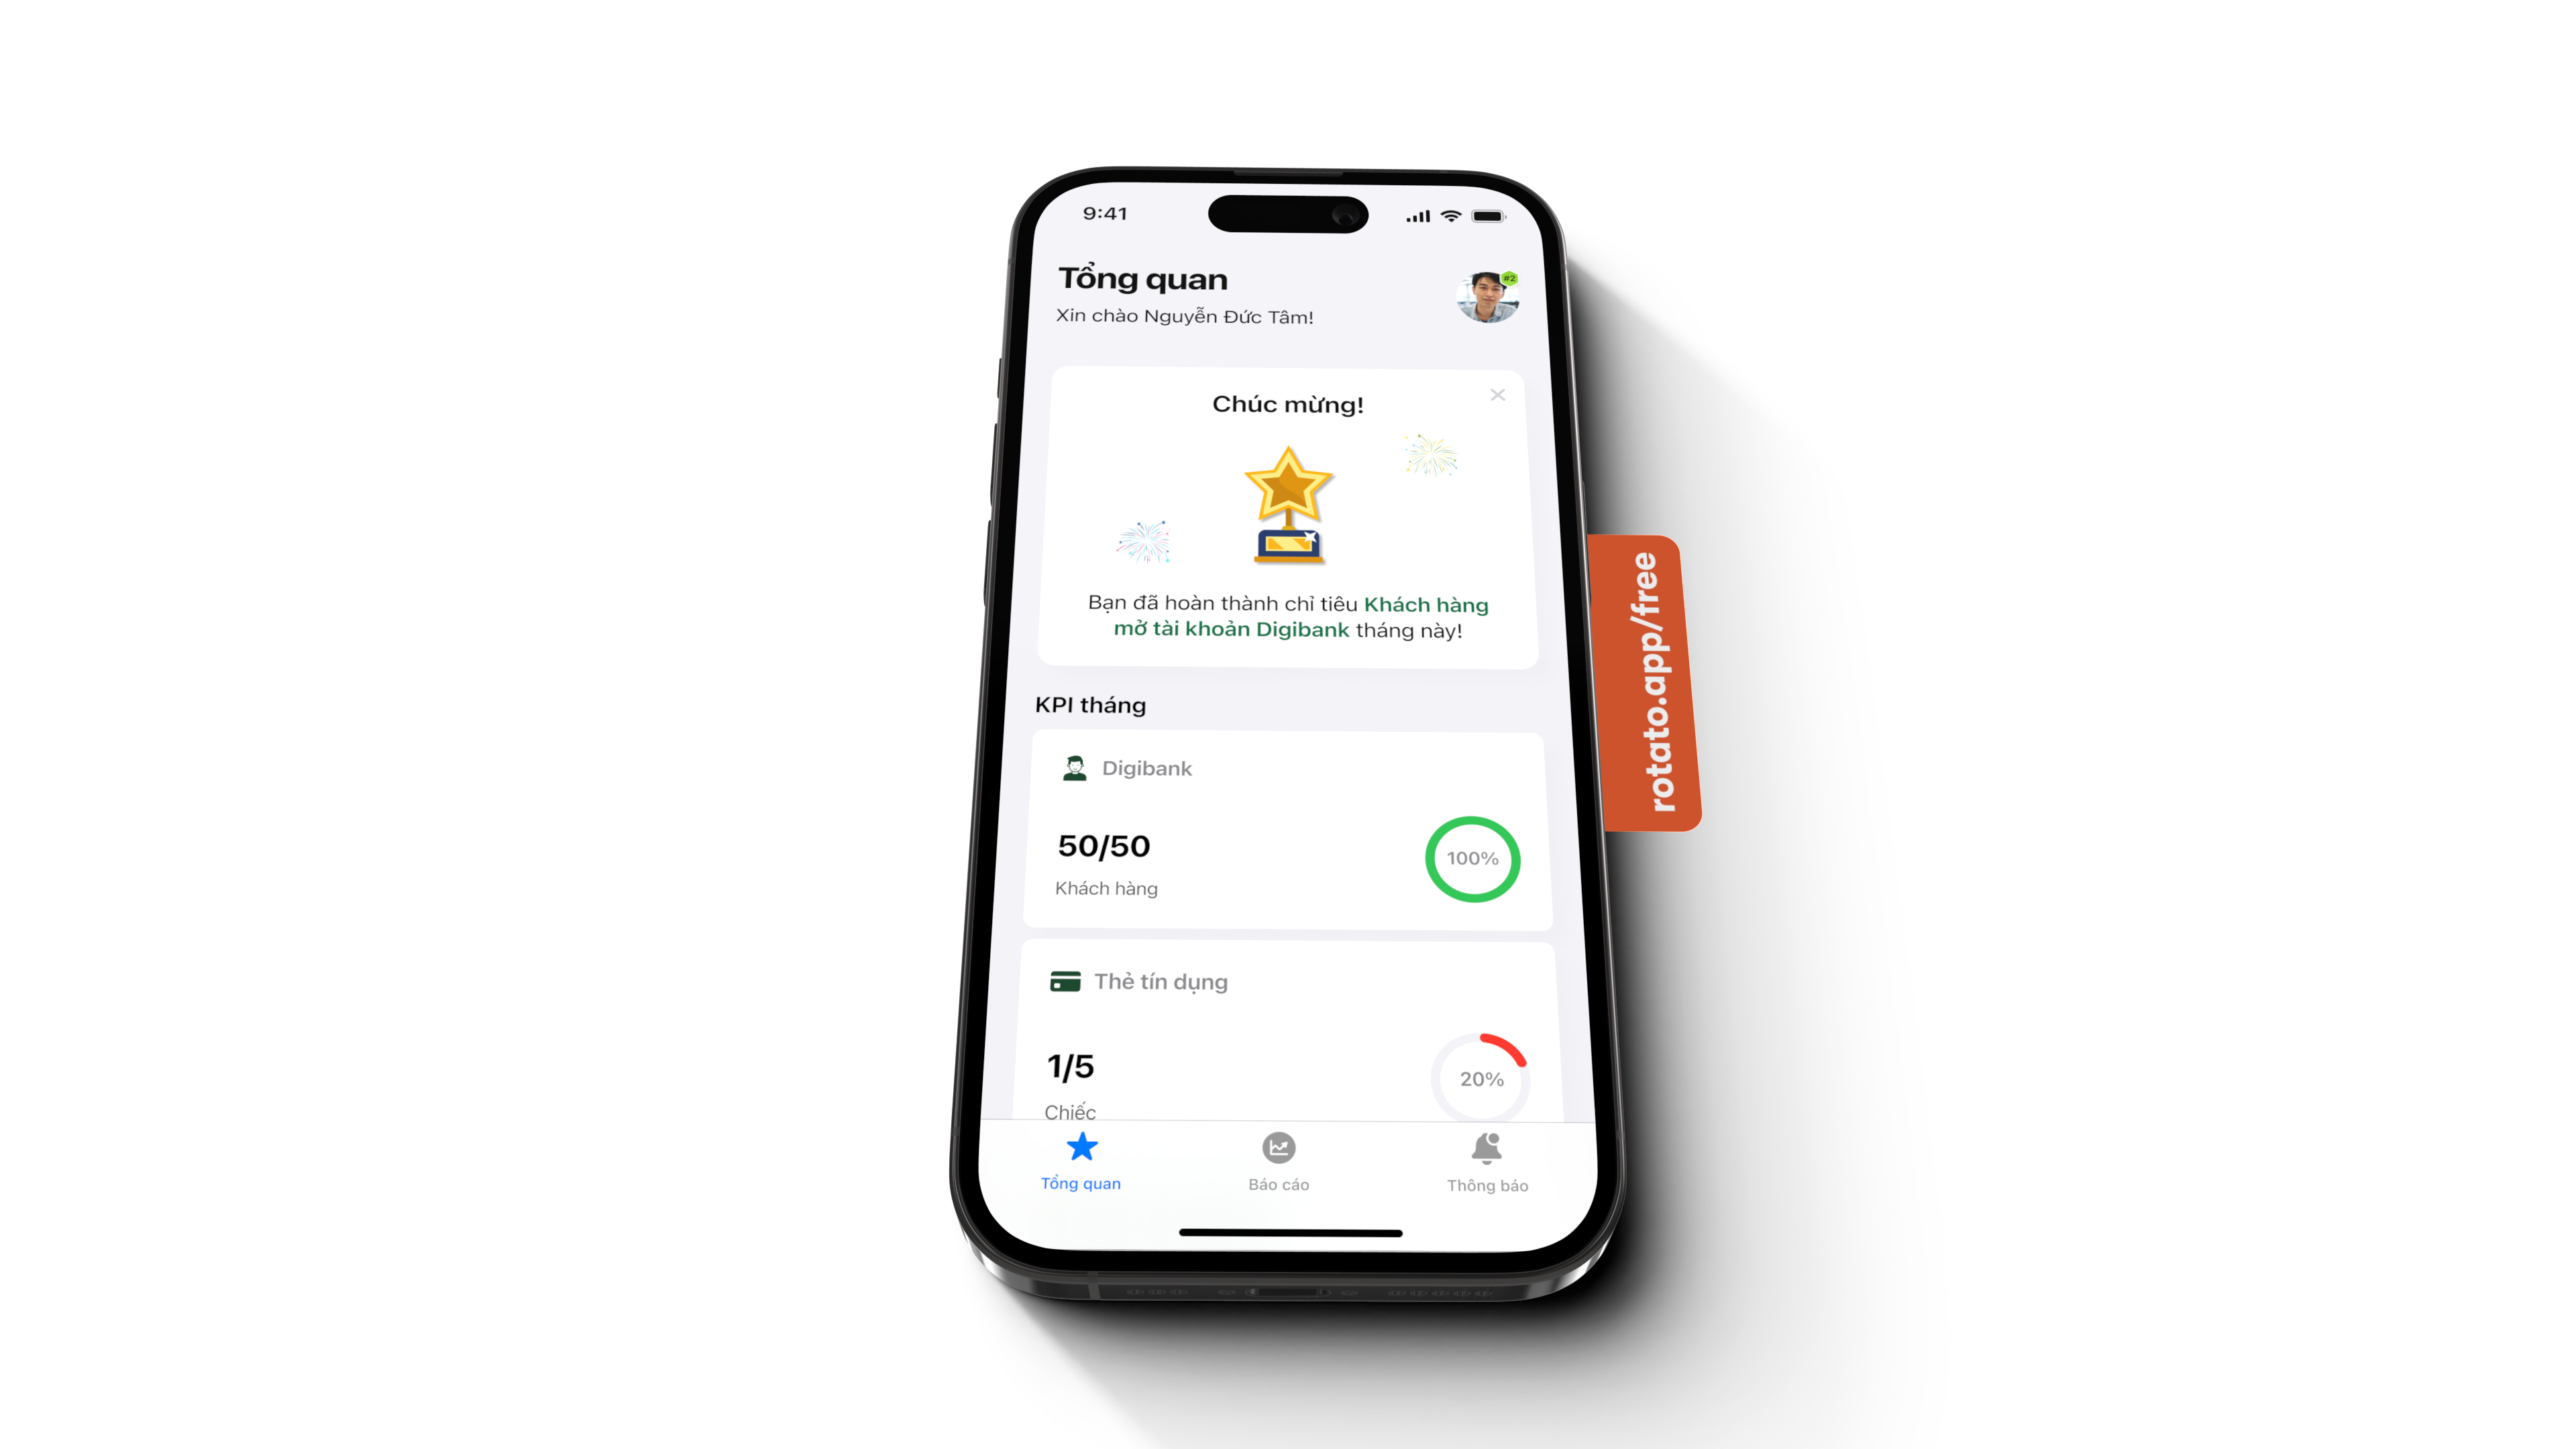 9:41
Tổng quan
#2
Xin chào Nguyễn Đức Tâm!
Chúc mừng!
Bạn đã hoàn thành chỉ tiêu Khách hàng
mở tài khoản Digibank tháng này!
KPI tháng
Digibank
50/50
100%
Khách hàng
Thẻ tín dụng
1/5
20%
Chiếc
Tổng quan
Báo cáo
Thông báo
rotato.app/free